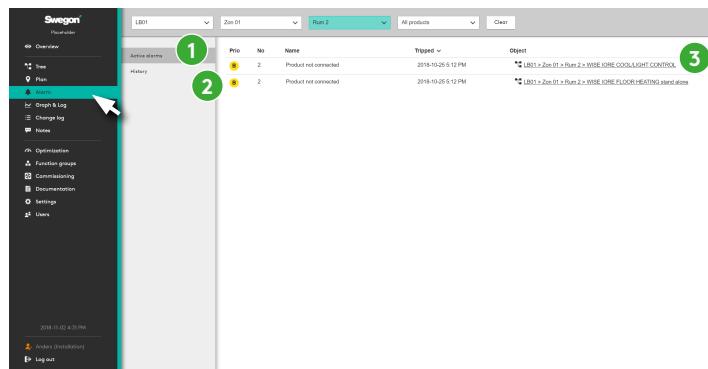 Swegon
Placeholder
Overview
Tree
Plan
Alarm
Graph & Log
Change log
Notes
Optimization
Function groups
Commissioning
Documentation
Settings
Users
2018-11-02 4:31 PM
Anders (Installation)
Log out
LB01 Zon 01 Rum 2 All products Clear
Active alarms 1
History 2
Prio No Name Tripped Object
B 2 Product not connected 2018-10-25 5:12 PM LB01 > Zon 01 > Rum 2 > WISE IORE COOL/LIGHT CONTROL 3
B 2 Product not connected 2018-10-25 5:12 PM LB01 > Zon 01 > Rum 2 > WISE IORE FLOOR HEATING stand alone